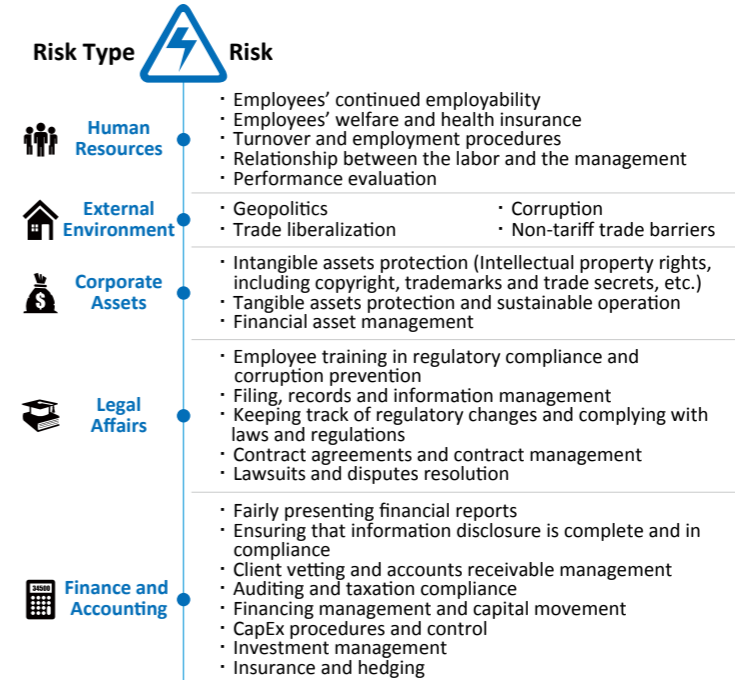 Risk Type Risk
Human
Resources
· Employees’ continued employability
· Employees’ welfare and health insurance
· Turnover and employment procedures
· Relationship between the labor and the management
· Performance evaluation
External
Environment
· Geopolitics · Corruption
· Trade liberalization · Non-tariff trade barriers
Corporate
Assets
· Intangible assets protection (Intellectual property rights,
including copyright, trademarks and trade secrets, etc.)
· Tangible assets protection and sustainable operation
· Financial asset management
Legal
Affairs
· Employee training in regulatory compliance and
corruption prevention
· Filing, records and information management
· Keeping track of regulatory changes and complying with
laws and regulations
· Contract agreements and contract management
· Lawsuits and disputes resolution
34500
Finance and
Accounting
· Fairly presenting financial reports
· Ensuring that information disclosure is complete and in
compliance
· Client vetting and accounts receivable management
· Auditing and taxation compliance
· Financing management and capital movement
· CapEx procedures and control
· Investment management
· Insurance and hedging